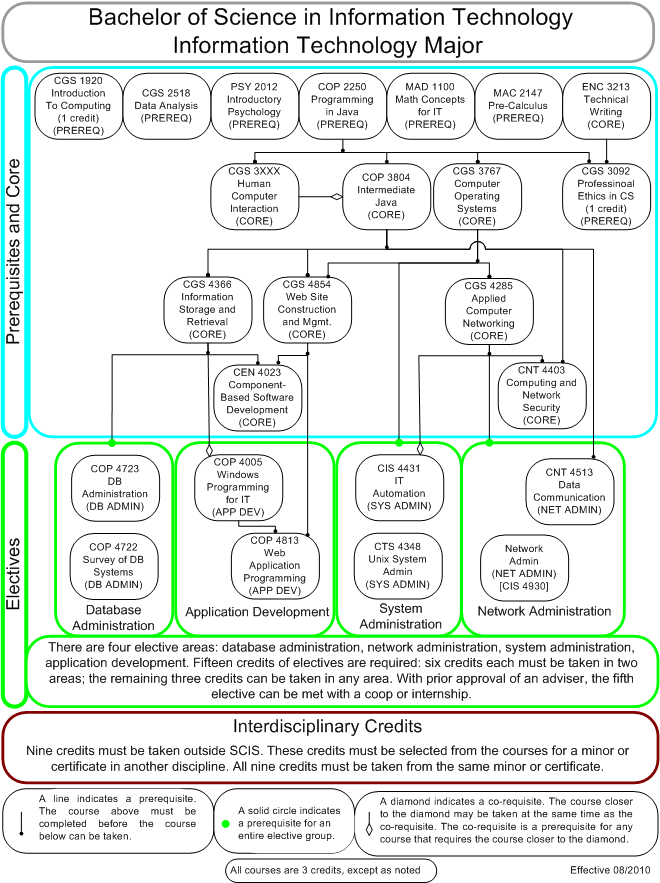 Bachelor of Science in Information Technology
Information Technology Major
Prerequisites and Core
CGS 1920
Introduction
To Computing
(1 credit)
(PREREQ)
CGS 2518
Data Analysis
(PREREQ)
PSY 2012
Introductory
Psychology
(PREREQ)
COP 2250
Programming
in Java
(PREREQ)
MAD 1100
Math Concepts
for IT
(PREREQ)
MAC 2147
Pre-Calculus
(PREREQ)
ENC 3213
Technical
Writing
(CORE)
CGS 3XXX
Human
Computer
Interaction
(CORE)
COP 3804
Intermediate
Java
(CORE)
CGS 3767
Computer
Operating
Systems
(CORE)
CGS 3092
Professinoal
Ethics in CS
(1 credit)
(PREREQ)
CGS 4366
Information
Storage and
Retrieval
(CORE)
CGS 4854
Web Site
Construction
and Mgmt.
(CORE)
CGS 4285
Applied
Computer
Networking
(CORE)
CEN 4023
Component-
Based Software
Development
(CORE)
CNT 4403
Computing and
Network
Security
(CORE)
Electives
COP 4723
DB
Administration
(DB ADMIN)
COP 4722
Survey of DB
Systems
(DB ADMIN)
Database
Administration
COP 4005
Windows
Programming
for IT
(APP DEV)
COP 4813
Web
Application
Programming
(APP DEV)
Application Development
CIS 4431
IT
Automation
(SYS ADMIN)
CTS 4348
Unix System
Admin
(SYS ADMIN)
System
Administration
CNT 4513
Data
Communication
(NET ADMIN)
Network
Admin
(NET ADMIN)
[CIS 4930]
Network Administration
There are four elective areas: database administration, network administration, system administration,
application development. Fifteen credits of electives are required: six credits each must be taken in two
areas; the remaining three credits can be taken in any area. With prior approval of an adviser, the fifth
elective can be met with a coop or internship.
Interdisciplinary Credits
Nine credits must be taken outside SCIS. These credits must be selected from the courses for a minor or
certificate in another discipline. All nine credits must be taken from the same minor or certificate.
A line indicates a prerequisite.
The course above must be
completed before the course
below can be taken.
A solid circle indicates
a prerequisite for an
entire elective group.
A diamond indicates a co-requisite. The course closer
to the diamond may be taken at the same time as the
co-requisite. The co-requisite is a prerequisite for any
course that requires the course closer to the diamond.
All courses are 3 credits, except as noted
Effective 08/2010